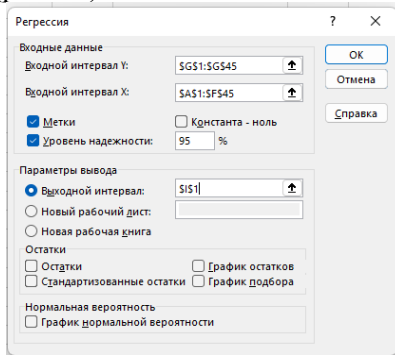 Регрессия ? ×
Входные данные
Входной интервал Y: $G$1:$G$45
Входной интервал X: $A$1:$F$45
Метки Константа - ноль
Уровень надежности: 95 %
ОК
Отмена
Справка
Параметры вывода
Выходной интервал: $I$1
Новый рабочий лист:
Новая рабочая книга
Остатки
Остатки График остатков
Стандартизованные остатки График подбора
Нормальная вероятность
График нормальной вероятности